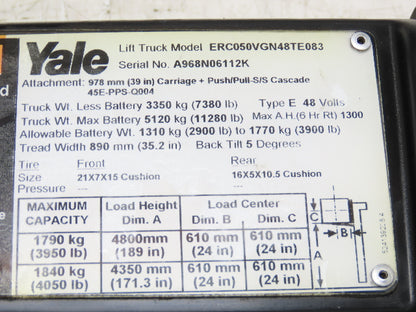 Yale
Lift Truck Model ERC050VGN48TE083
Serial No. A968N06112K
Attachment: 978 mm (39 in) Carriage + Push/Pull-S/S Cascade
45E-PPS-Q004
Truck Wt. Less Battery 3350 kg (7380 lb) Type E 48 Volts
Truck Wt. Max Battery 5120 kg (11280 lb) Max A.H.(6 Hr Rt) 1300
Allowable Battery Wt. 1310 kg (2900 lb) to 1770 kg (3900 lb)
Tread Width 890 mm (35.2 in) Back Tilt 5 Degrees
Tire Front Rear
Size 21X7X15 Cushion 16X5X10.5 Cushion
Pressure --- ---
MAXIMUM CAPACITY Load Height Dim. A Load Center Dim. B Dim. C
1790 kg (3950 lb) 4800mm (189 in) 610 mm (24 in) 610 mm (24 in)
1840 kg (4050 lb) 4350 mm (171.3 in) 610 mm (24 in) 610 mm (24 in)
C
B
A